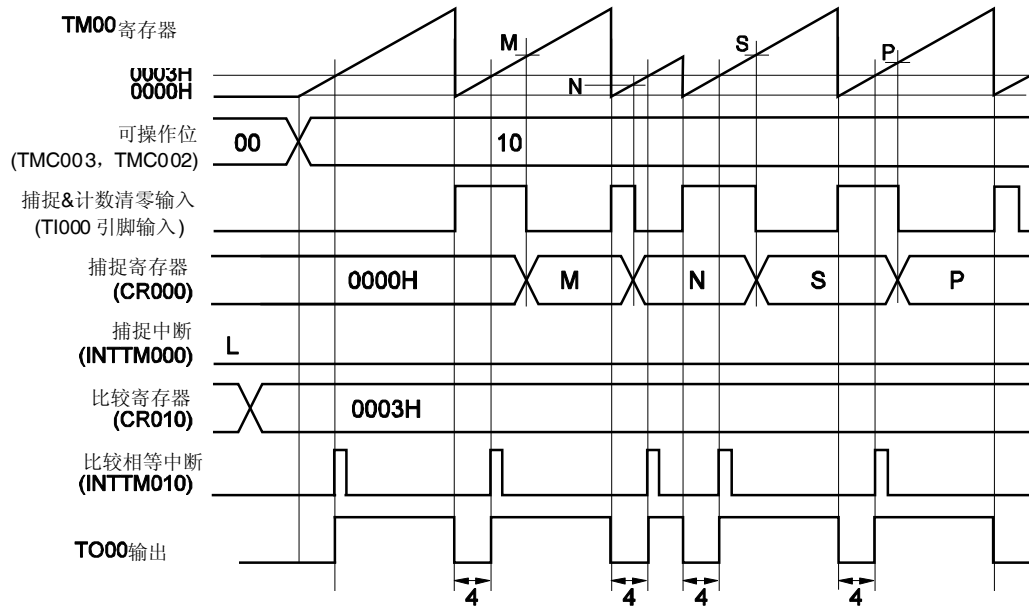 TM00寄存器
M
S
P
N
0003H
0000H
可操作位
(TMC003，TMC002)
00
10
捕捉&计数清零输入
(TI000 引脚输入)
捕捉寄存器
(CR000)
0000H
M
N
S
P
捕捉中断
(INTTM000)
L
比较寄存器
(CR010)
0003H
比较相等中断
(INTTM010)
TO00输出
4
4
4
4